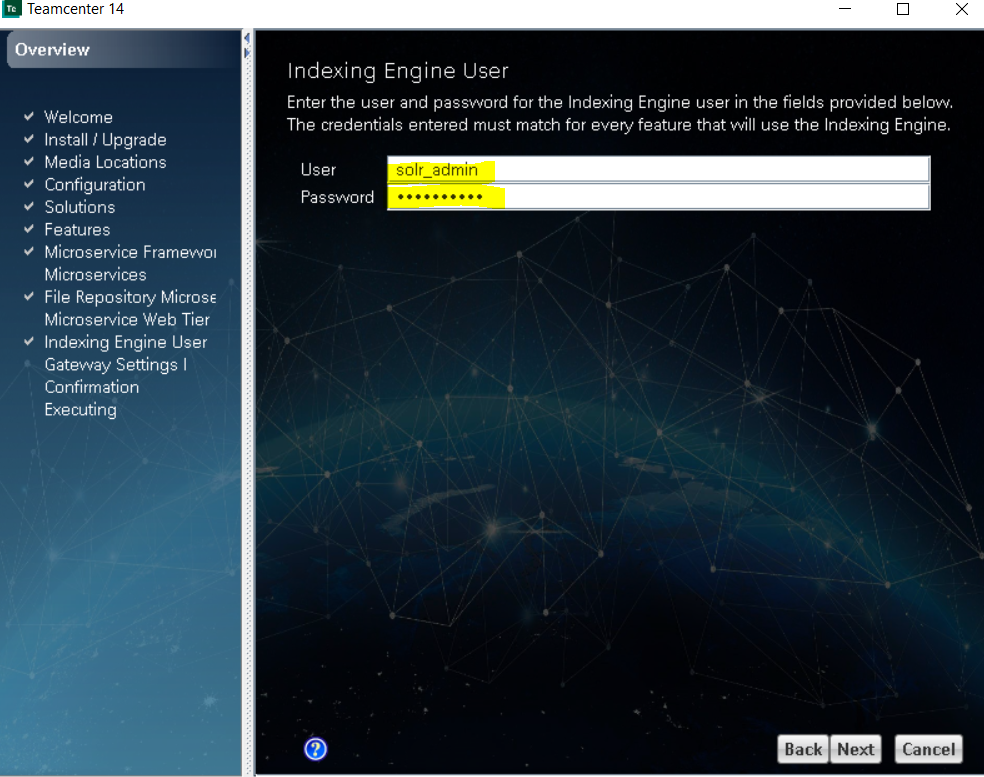 Tc Teamcenter 14
Overview
Welcome
Install / Upgrade
Media Locations
Configuration
Solutions
Features
Microservice Framewor
Microservices
File Repository Microse
Microservice Web Tier
Indexing Engine User
Gateway Settings I
Confirmation
Executing
Indexing Engine User
Enter the user and password for the Indexing Engine user in the fields provided below.
The credentials entered must match for every feature that will use the Indexing Engine.
User solr_admin
Password ••••••••••
? Back Next Cancel